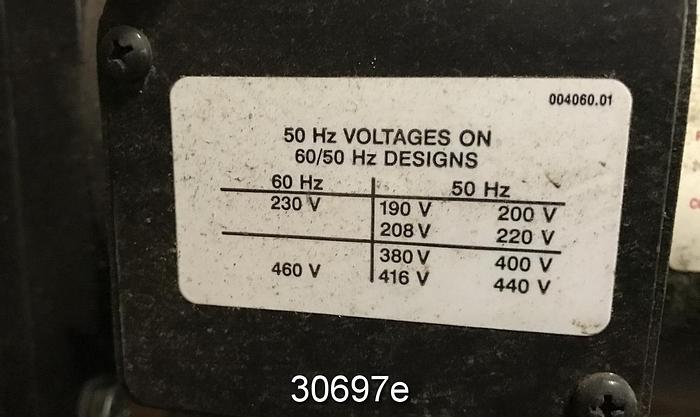 004060.01
50 Hz VOLTAGES ON
60/50 Hz DESIGNS
60 Hz 50 Hz
230 V 190 V 200 V
208 V 220 V
380 V 400 V
460 V 416 V 440 V
30697e